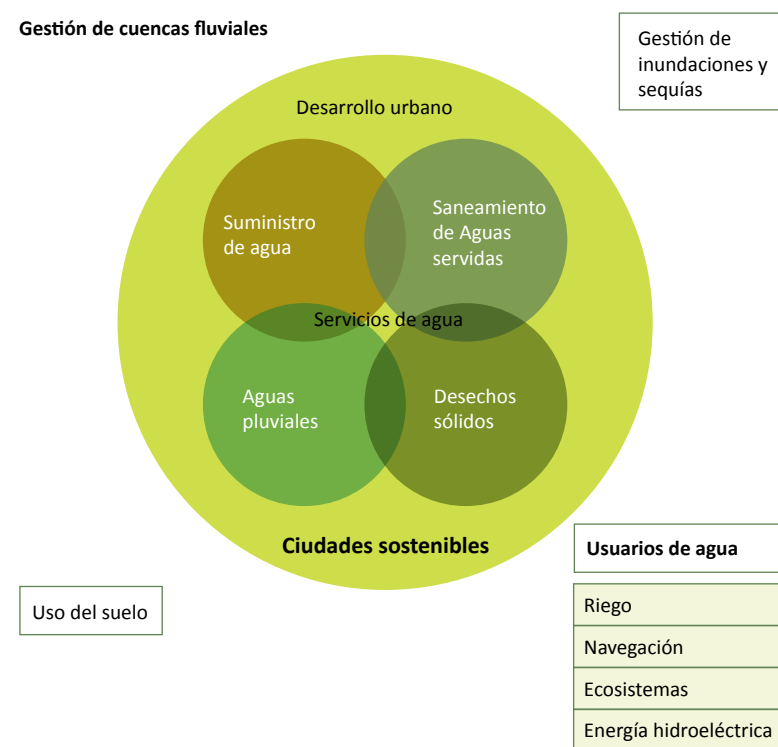 Gestión de cuencas fluviales
Gestión de
inundaciones y
sequías
Desarrollo urbano
Suministro
de agua
Saneamiento
de Aguas
servidas
Servicios de agua
Aguas
pluviales
Desechos
sólidos
Ciudades sostenibles
Usuarios de agua
Uso del suelo
Riego
Navegación
Ecosistemas
Energía hidroeléctrica